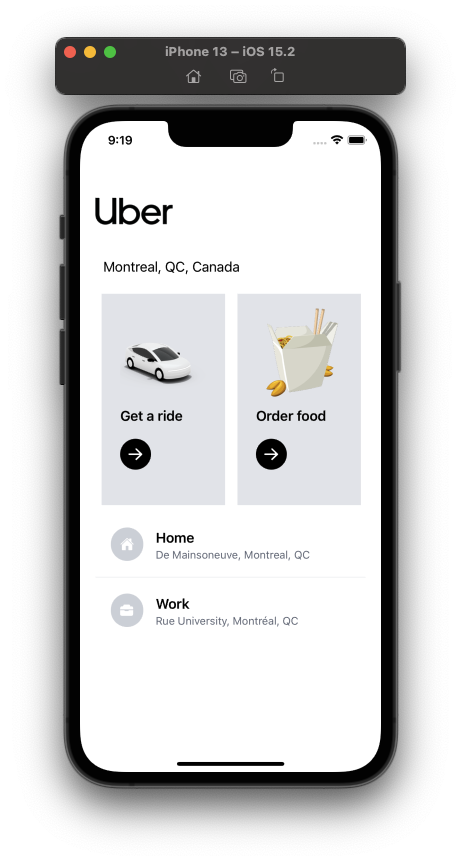 iPhone 13 – iOS 15.2
9:19
Uber
Montreal, QC, Canada
Get a ride
Order food
Home
De Mainsoneuve, Montreal, QC
Work
Rue University, Montréal, QC